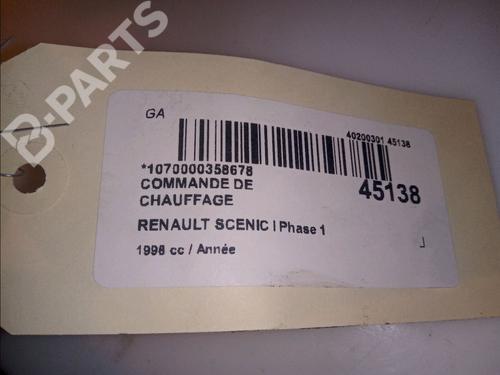 B-PARTS
GA
40200301 45138
*1070000358678
45138
COMMANDE DE
CHAUFFAGE
RENAULT SCENIC I Phase 1
1998 cc / Année